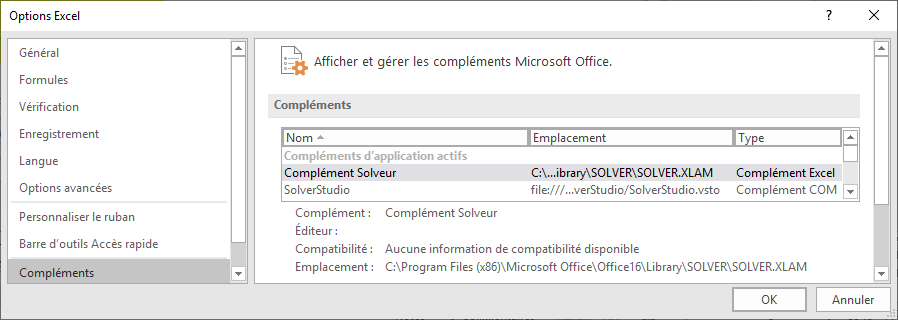 Options Excel
?
Général
Formules
Vérification
Enregistrement
Langue
Options avancées
Personnaliser le ruban
Barre d'outils Accès rapide
Compléments
Afficher et gérer les compléments Microsoft Office.
Compléments
Nom Emplacement Type
Compléments d'application actifs
Complément Solveur C:\...ibrary\SOLVER\SOLVER.XLAM Complément Excel
SolverStudio file:///...verStudio/SolverStudio.vsto Complément COM
Complément : Complément Solveur
Éditeur :
Compatibilité : Aucune information de compatibilité disponible
Emplacement : C:\Program Files (x86)\Microsoft Office\Office16\Library\SOLVER\SOLVER.XLAM
OK Annuler